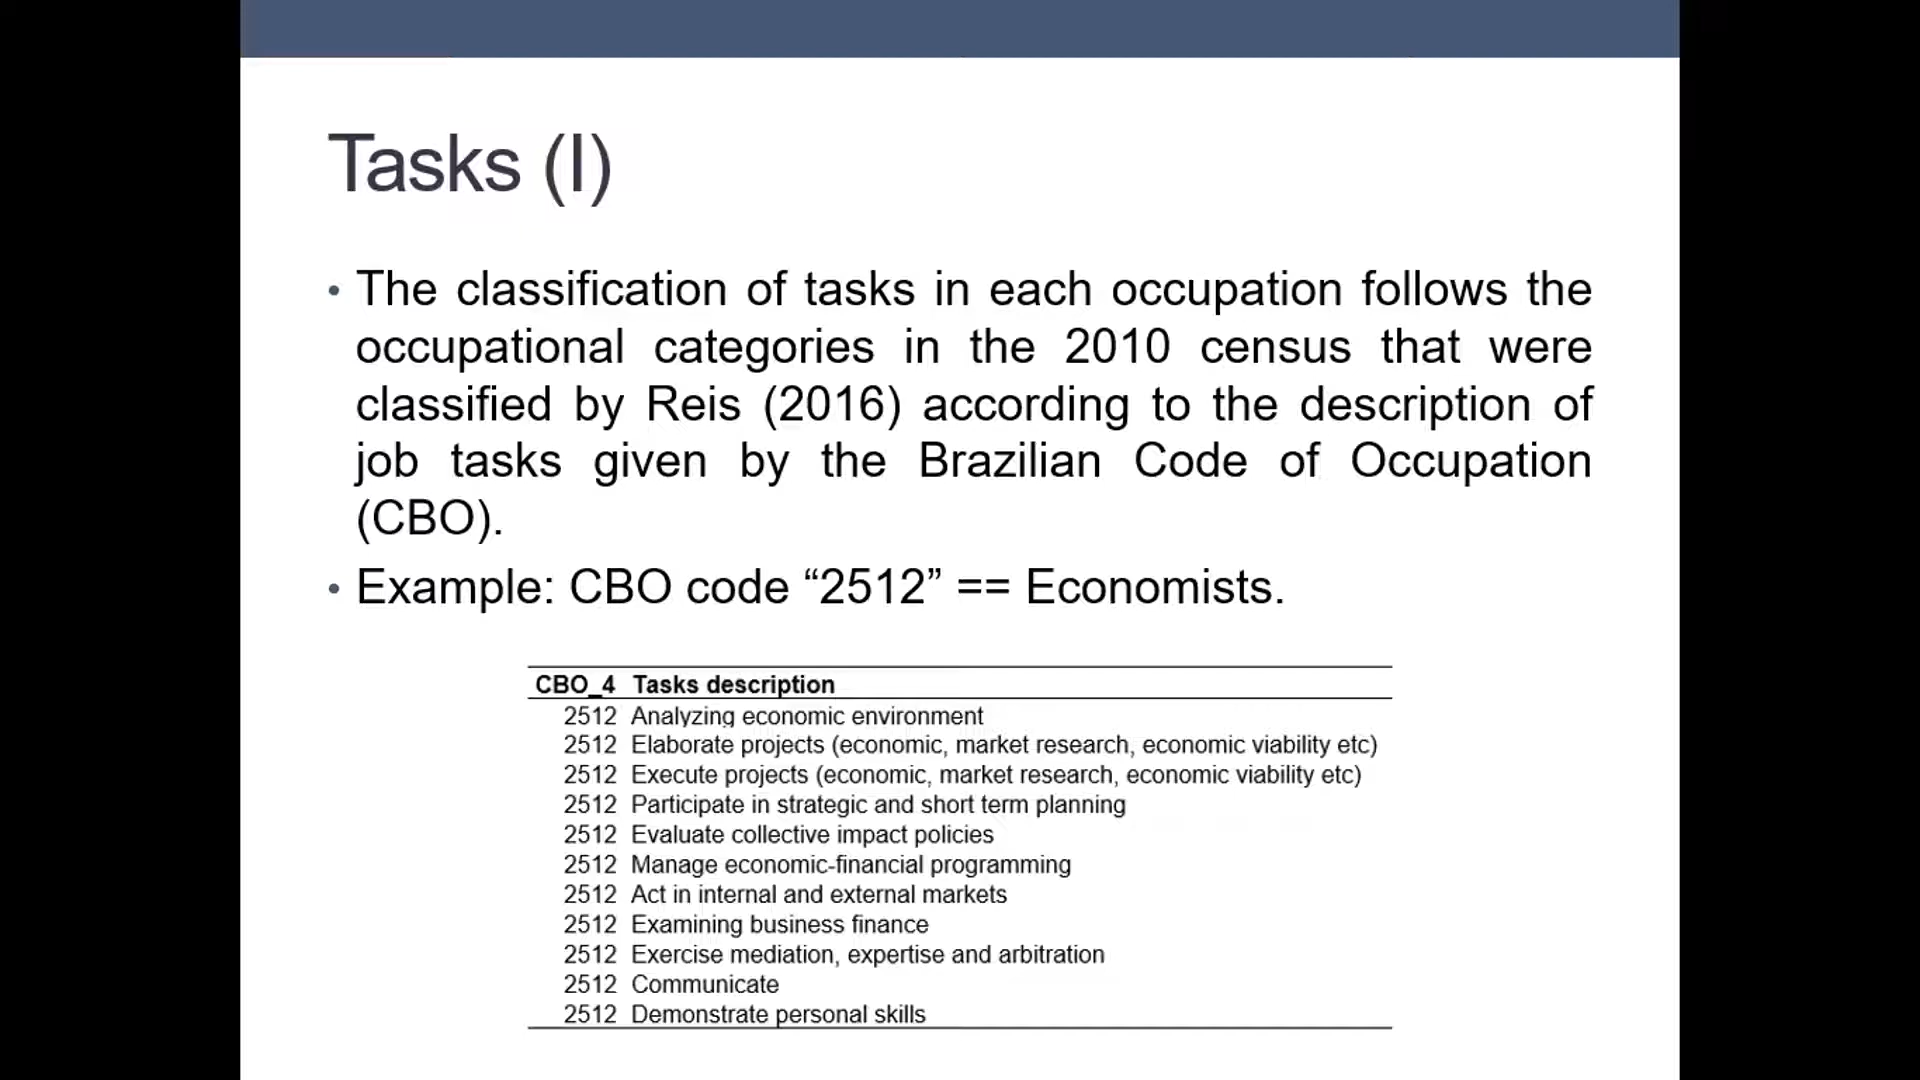 Tasks (I)
• The classification of tasks in each occupation follows the
occupational categories in the 2010 census that were
classified by Reis (2016) according to the description of
job tasks given by the Brazilian Code of Occupation
(CBO).
• Example: CBO code “2512” == Economists.
CBO_4 Tasks description
2512 Analyzing economic environment
2512 Elaborate projects (economic, market research, economic viability etc)
2512 Execute projects (economic, market research, economic viability etc)
2512 Participate in strategic and short term planning
2512 Evaluate collective impact policies
2512 Manage economic-financial programming
2512 Act in internal and external markets
2512 Examining business finance
2512 Exercise mediation, expertise and arbitration
2512 Communicate
2512 Demonstrate personal skills